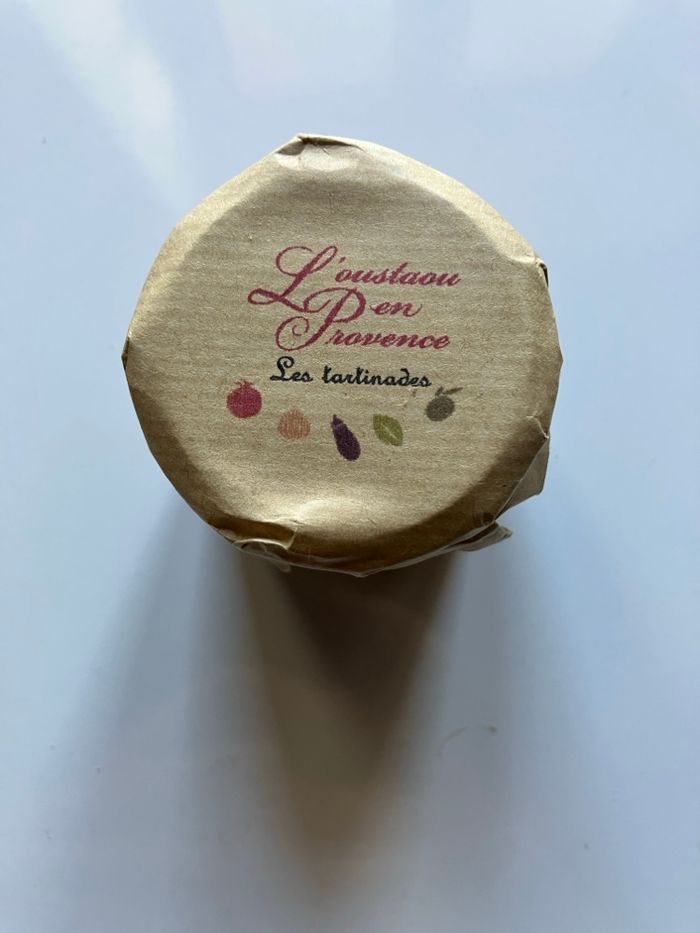 L'oustaou
en
Provence
Les tartinades